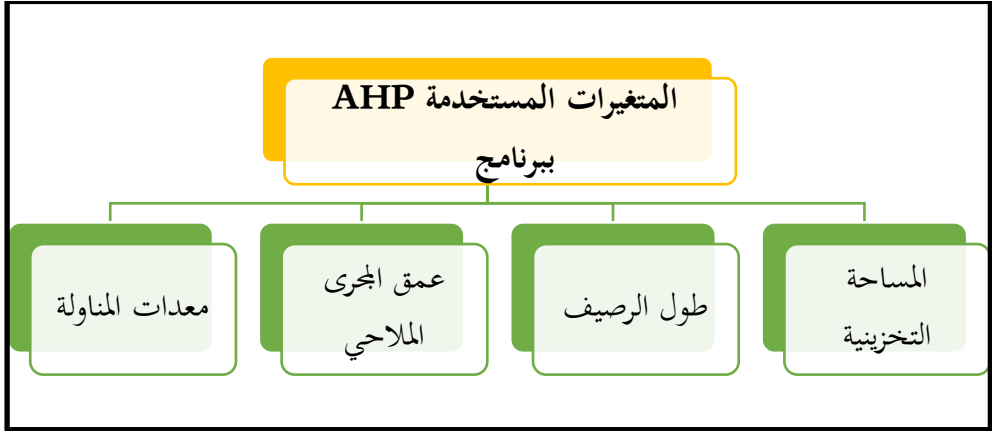 المتغيرات المستخدمة AHP
ببرنامج
المساحة
التخزينية
طول الرصيف
عمق المجرى
الملاحي
معدات المناولة